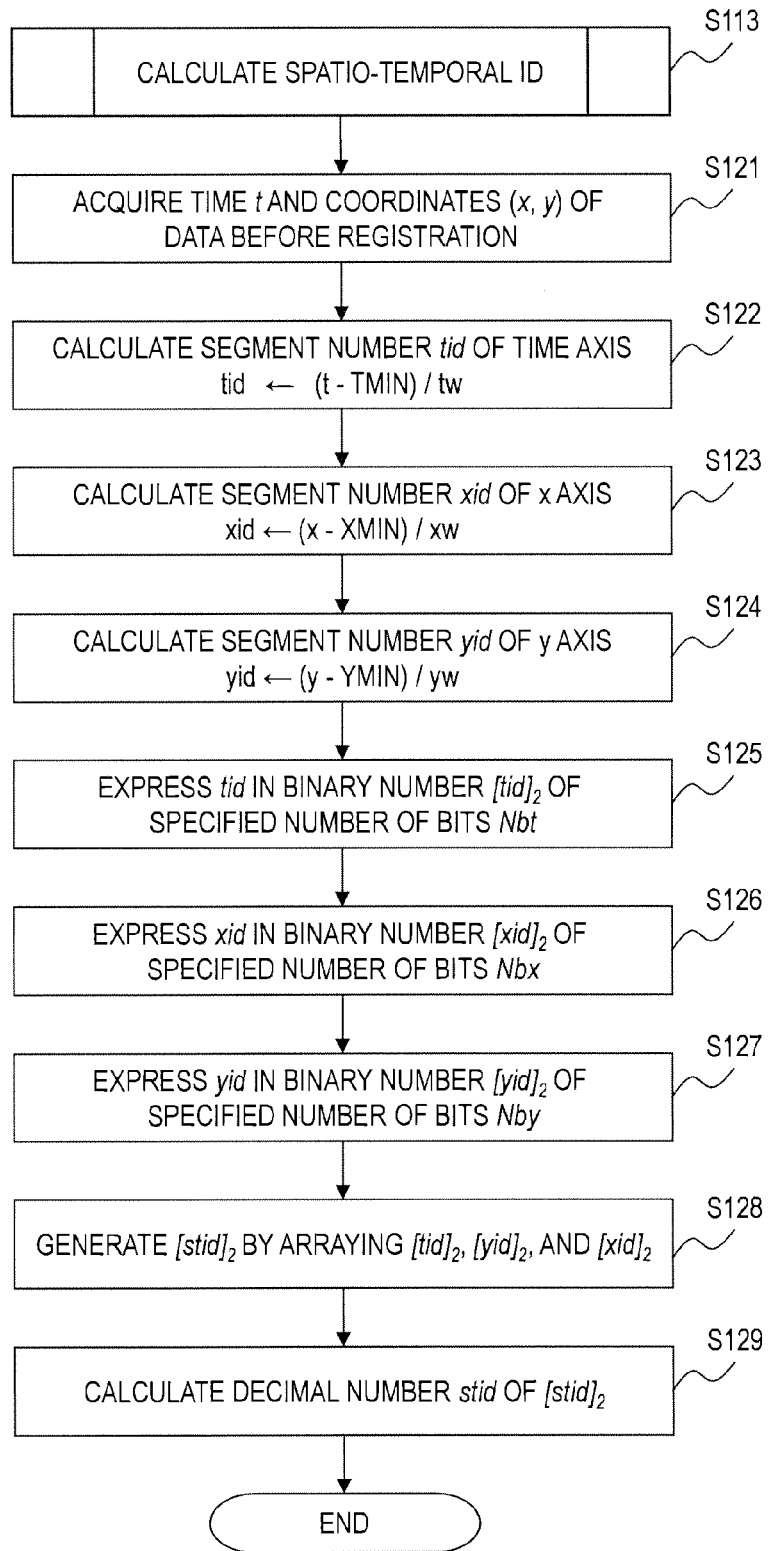 S113
CALCULATE SPATIO-TEMPORAL ID
S121
ACQUIRE TIME t AND COORDINATES (x, y) OF
DATA BEFORE REGISTRATION
S122
CALCULATE SEGMENT NUMBER tid OF TIME AXIS
tid ← (t - TMIN) / tw
S123
CALCULATE SEGMENT NUMBER xid OF x AXIS
xid ← (x - XMIN) / xw
S124
CALCULATE SEGMENT NUMBER yid OF y AXIS
yid ← (y - YMIN) / yw
S125
EXPRESS tid IN BINARY NUMBER [tid]₂ OF
SPECIFIED NUMBER OF BITS Nbt
S126
EXPRESS xid IN BINARY NUMBER [xid]₂ OF
SPECIFIED NUMBER OF BITS Nbx
S127
EXPRESS yid IN BINARY NUMBER [yid]₂ OF
SPECIFIED NUMBER OF BITS Nby
S128
GENERATE [stid]₂ BY ARRAYING [tid]₂, [yid]₂, AND [xid]₂
S129
CALCULATE DECIMAL NUMBER stid OF [stid]₂
END